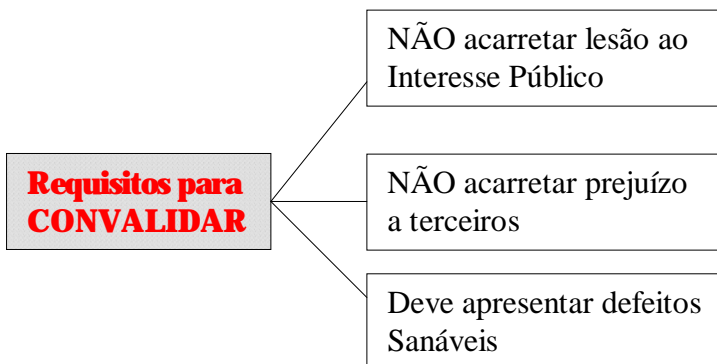 NÃO acarretar lesão ao
Interesse Público
Requisitos para
CONVALIDAR
NÃO acarretar prejuízo
a terceiros
Deve apresentar defeitos
Sanáveis